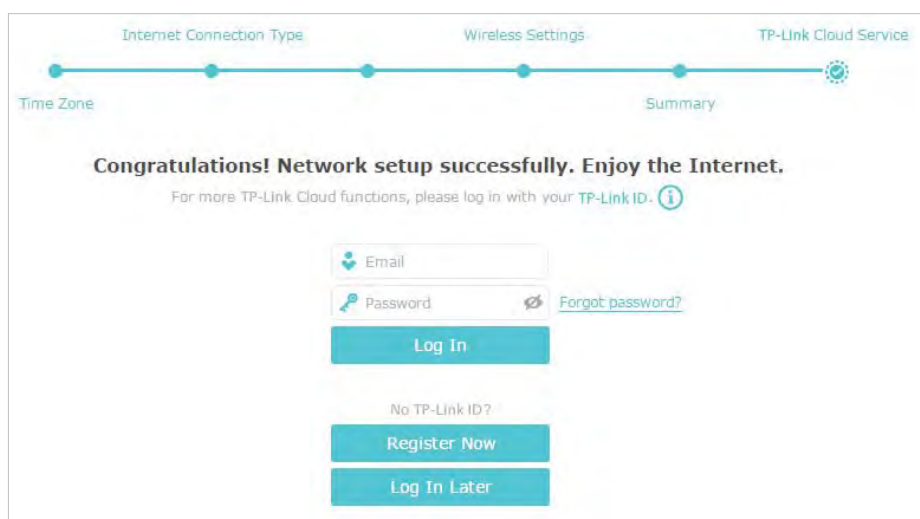 Internet Connection Type Wireless Settings TP-Link Cloud Service
Time Zone Summary
Congratulations! Network setup successfully. Enjoy the Internet.
For more TP-Link Cloud functions, please log in with your TP-Link ID.
Email
Password Forgot password?
Log In
No TP-Link ID?
Register Now
Log In Later